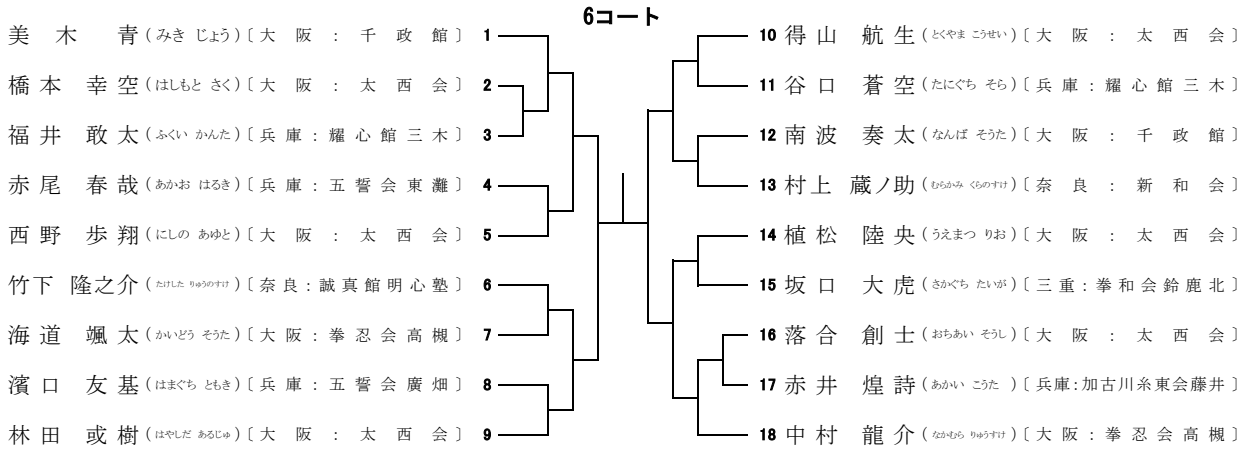 6コート
美木 青(みき じょう)〔大阪:千政館〕 1
橋本 幸空(はしもと さく)〔大阪:太西会〕 2
福井 敢太(ふくい かんた)〔兵庫:耀心館三木〕 3
赤尾 春哉(あかお はるき)〔兵庫:五誓会東灘〕 4
西野 歩翔(にしの あゆと)〔大阪:太西会〕 5
竹下 隆之介(たけした りゅうのすけ)〔奈良:誠真館明心塾〕 6
海道 颯太(かいどう そうた)〔大阪:拳忍会高槻〕 7
濱口 友基(はまぐち ともき)〔兵庫:五誓会廣畑〕 8
林田 或樹(はやしだ あるじゅ)〔大阪:太西会〕 9
10 得山 航生(とくやま こうせい)〔大阪:太西会〕
11 谷口 蒼空(たにぐち そら)〔兵庫:耀心館三木〕
12 南波 奏太(なんば そうた)〔大阪:千政館〕
13 村上 蔵ノ助(むらかみ くらのすけ)〔奈良:新和会〕
14 植松 陸央(うえまつ りお)〔大阪:太西会〕
15 坂口 大虎(さかぐち たいが)〔三重:拳和会鈴鹿北〕
16 落合 創士(おちあい そうし)〔大阪:太西会〕
17 赤井 煌詩(あかい こうた)〔兵庫:加古川糸東会藤井〕
18 中村 龍介(なかむら りゅうすけ)〔大阪:拳忍会高槻〕